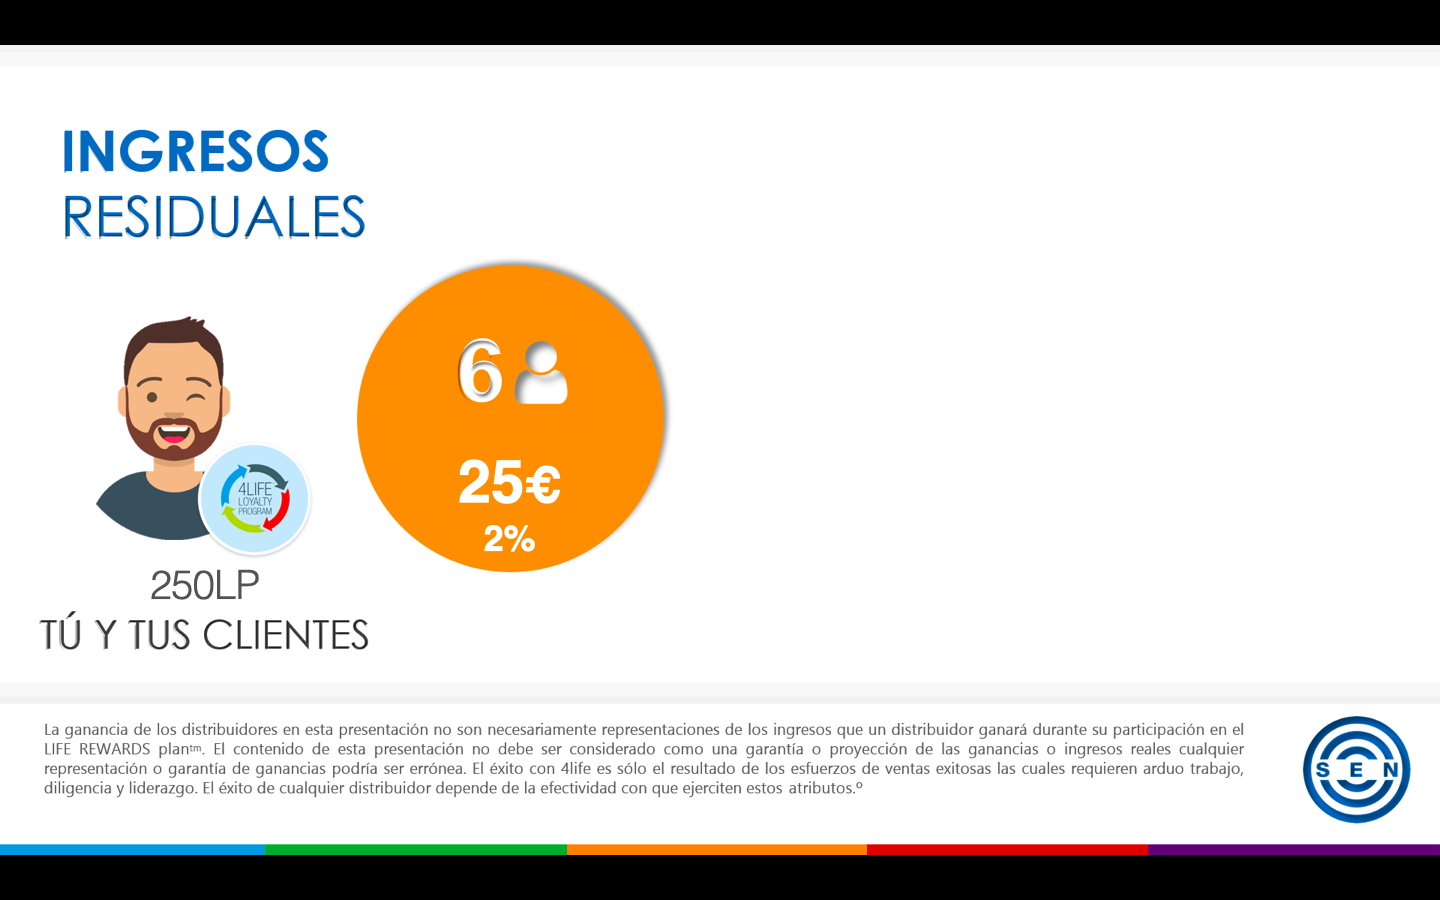 INGRESOS
RESIDUALES
6
25€
2%
4LIFE
LOYALTY
PROGRAM
250LP
TÚ Y TUS CLIENTES
La ganancia de los distribuidores en esta presentación no son necesariamente representaciones de los ingresos que un distribuidor ganará durante su participación en el
LIFE REWARDS plan™. El contenido de esta presentación no debe ser considerado como una garantía o proyección de las ganancias o ingresos reales cualquier
representación o garantía de ganancias podría ser errónea. El éxito con 4life es sólo el resultado de los esfuerzos de ventas exitosas las cuales requieren arduo trabajo,
diligencia y liderazgo. El éxito de cualquier distribuidor depende de la efectividad con que ejerciten estos atributos.º
SEN